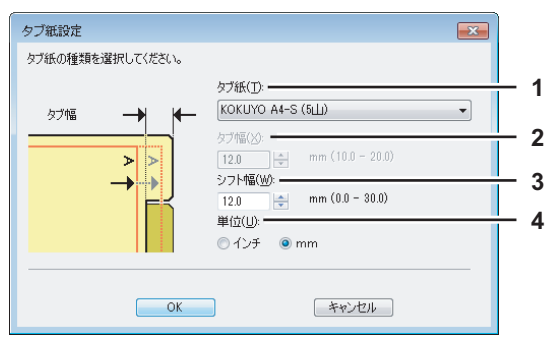 タブ紙設定
タブ紙の種類を選択してください。
タブ紙(T):
1
KOKUYO A4-S (5山)
タブ幅
タブ幅(X):
2
12.0
mm (10.0 - 20.0)
A
A
シフト幅(W):
3
12.0
mm (0.0 - 30.0)
単位(U):
4
インチ
mm
OK
キャンセル